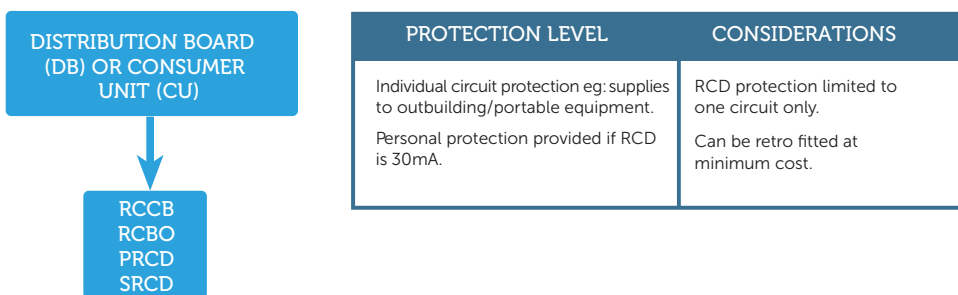 DISTRIBUTION BOARD
(DB) OR CONSUMER
UNIT (CU)
RCCB
RCBO
PRCD
SRCD
PROTECTION LEVEL
CONSIDERATIONS
Individual circuit protection eg: supplies
to outbuilding/portable equipment.
Personal protection provided if RCD
is 30mA.
RCD protection limited to
one circuit only.
Can be retro fitted at
minimum cost.